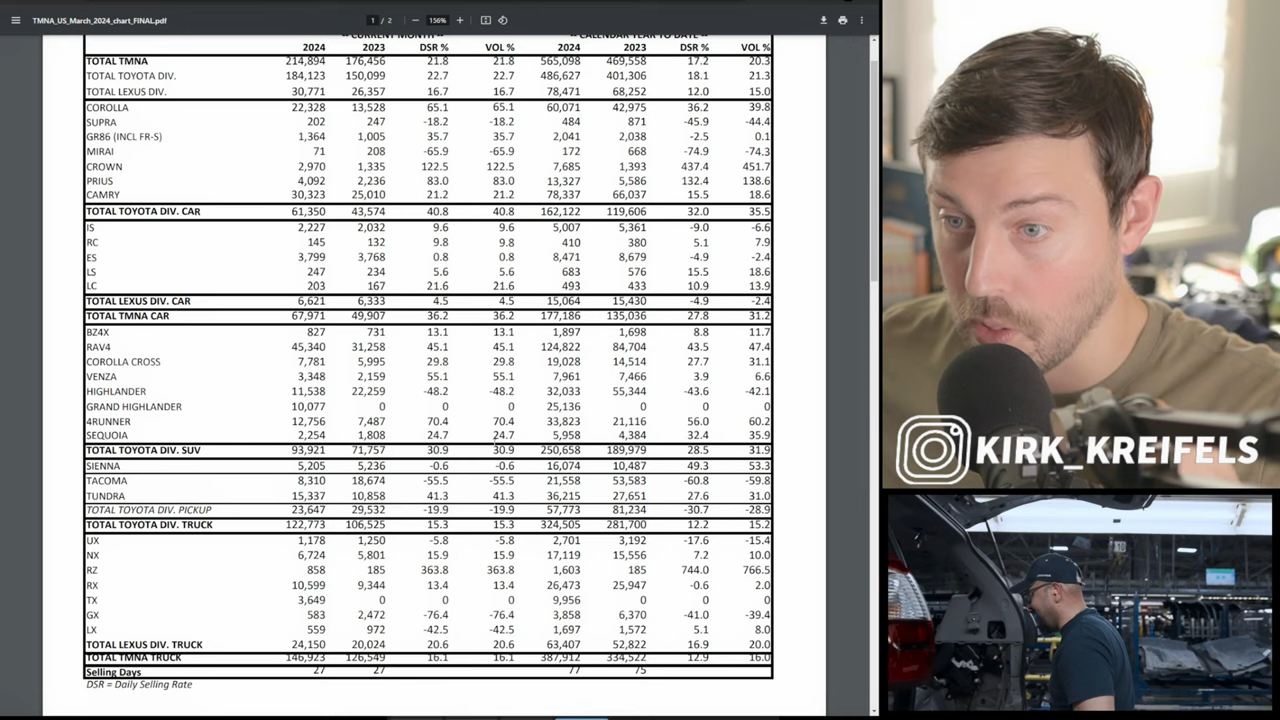 TMNA_US_March_2024_chart_FINAL.pdf 1 / 2 156%
-- CURRENT MONTH -- -- CALENDAR YEAR TO DATE --
2024 2023 DSR % VOL % 2024 2023 DSR % VOL %
TOTAL TMNA 214,894 176,456 21.8 21.8 565,098 469,558 17.2 20.3
TOTAL TOYOTA DIV. 184,123 150,099 22.7 22.7 486,627 401,306 18.1 21.3
TOTAL LEXUS DIV. 30,771 26,357 16.7 16.7 78,471 68,252 12.0 15.0
COROLLA 22,328 13,528 65.1 65.1 60,071 42,975 36.2 39.8
SUPRA 202 247 -18.2 -18.2 484 871 -45.9 -44.4
GR86 (INCL FR-S) 1,364 1,005 35.7 35.7 2,041 2,038 -2.5 0.1
MIRAI 71 208 -65.9 -65.9 172 668 -74.9 -74.3
CROWN 2,970 1,335 122.5 122.5 7,685 1,393 437.4 451.7
PRIUS 4,092 2,236 83.0 83.0 13,327 5,586 132.4 138.6
CAMRY 30,323 25,010 21.2 21.2 78,337 66,037 15.5 18.6
TOTAL TOYOTA DIV. CAR 61,350 43,574 40.8 40.8 162,122 119,606 32.0 35.5
IS 2,227 2,032 9.6 9.6 5,007 5,361 -9.0 -6.6
RC 145 132 9.8 9.8 410 380 5.1 7.9
ES 3,799 3,768 0.8 0.8 8,471 8,679 -4.9 -2.4
LS 247 234 5.6 5.6 683 576 15.5 18.6
LC 203 167 21.6 21.6 493 433 10.9 13.9
TOTAL LEXUS DIV. CAR 6,621 6,333 4.5 4.5 15,064 15,430 -4.9 -2.4
TOTAL TMNA CAR 67,971 49,907 36.2 36.2 177,186 135,036 27.8 31.2
BZ4X 827 731 13.1 13.1 1,897 1,698 8.8 11.7
RAV4 45,340 31,258 45.1 45.1 124,822 84,704 43.5 47.4
COROLLA CROSS 7,781 5,995 29.8 29.8 19,028 14,514 27.7 31.1
VENZA 3,348 2,159 55.1 55.1 7,961 7,466 3.9 6.6
HIGHLANDER 11,538 22,259 -48.2 -48.2 32,033 55,344 -43.6 -42.1
GRAND HIGHLANDER 10,077 0 0 0 25,136 0 0 0
4RUNNER 12,756 7,487 70.4 70.4 33,823 21,116 56.0 60.2
SEQUOIA 2,254 1,808 24.7 24.7 5,958 4,384 32.4 35.9
TOTAL TOYOTA DIV. SUV 93,921 71,757 30.9 30.9 250,658 189,979 28.5 31.9
SIENNA 5,205 5,236 -0.6 -0.6 16,074 10,487 49.3 53.3
TACOMA 8,310 18,674 -55.5 -55.5 21,558 53,583 -60.8 -59.8
TUNDRA 15,337 10,858 41.3 41.3 36,215 27,651 27.6 31.0
TOTAL TOYOTA DIV. PICKUP 23,647 29,532 -19.9 -19.9 57,773 81,234 -30.7 -28.9
TOTAL TOYOTA DIV. TRUCK 122,773 106,525 15.3 15.3 324,505 281,700 12.2 15.2
UX 1,178 1,250 -5.8 -5.8 2,701 3,192 -17.6 -15.4
NX 6,724 5,801 15.9 15.9 17,119 15,556 7.2 10.0
RZ 858 185 363.8 363.8 1,603 185 744.0 766.5
RX 10,599 9,344 13.4 13.4 26,473 25,947 -0.6 2.0
TX 3,649 0 0 0 9,956 0 0 0
GX 583 2,472 -76.4 -76.4 3,858 6,370 -41.0 -39.4
LX 559 972 -42.5 -42.5 1,697 1,572 5.1 8.0
TOTAL LEXUS DIV. TRUCK 24,150 20,024 20.6 20.6 63,407 52,822 16.9 20.0
TOTAL TMNA TRUCK 146,923 126,549 16.1 16.1 387,912 334,522 12.9 16.0
Selling Days 27 27 77 75
DSR = Daily Selling Rate
KIRK_KREIFELS